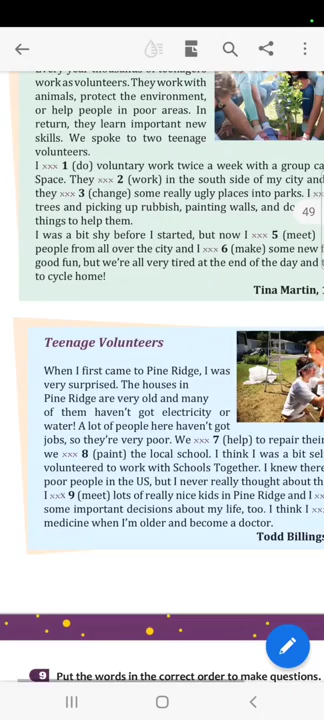 work as volunteers. They work with
animals, protect the environment,
or help people in poor areas. In
return, they learn important new
skills. We spoke to two teenage
volunteers.
I xxx 1 (do) voluntary work twice a week with a group ca
Space. They xxx 2 (work) in the south side of my city and
they xxx 3 (change) some really ugly places into parks. I
trees and picking up rubbish, painting walls, and
things to help them.
49
I was a bit shy before I started, but now I xxx 5 (meet)
people from all over the city and I xxx 6 (make) some new
good fun, but we're all very tired at the end of the day and
to cycle home!
Tina Martin,
Teenage Volunteers
When I first came to Pine Ridge, I was
very surprised. The houses in
Pine Ridge are very old and many
of them haven't got electricity or
water! A lot of people here haven't got
jobs, so they're very poor. We xxx 7 (help) to repair their
we xxx 8 (paint) the local school. I think I was a bit sel
volunteered to work with Schools Together. I knew there
poor people in the US, but I never really thought about th
I xxx 9 (meet) lots of really nice kids in Pine Ridge and I xx
some important decisions about my life, too. I think I xx
medicine when I'm older and become a doctor.
Todd Billings
9 Put the words in the correct order to make questions.